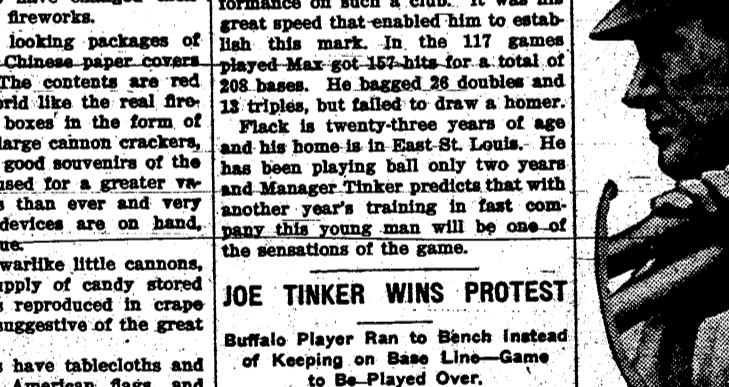 fireworks.
looking packages of
Chinese paper covers
The contents are red
like the real fire-
boxes in the form of
large cannon crackers,
good souvenirs of the
used for a greater va-
than ever and very
devices are on hand,
warlike little cannons,
supply of candy stored
reproduced in crape
suggestive of the great
have tablecloths and
American flags, and
formance on such a club. It was his
great speed that enabled him to estab-
lish this mark. In the 117 games
played Max got 157 hits for a total of
208 bases. He bagged 26 doubles and
13 triples, but failed to draw a homer.
Flack is twenty-three years of age
and his home is in East St. Louis. He
has been playing ball only two years
and Manager Tinker predicts that with
another year's training in fast com-
pany this young man will be one of
the sensations of the game.
JOE TINKER WINS PROTEST
Buffalo Player Ran to Bench Instead
of Keeping on Base Line—Game
to Be Played Over.